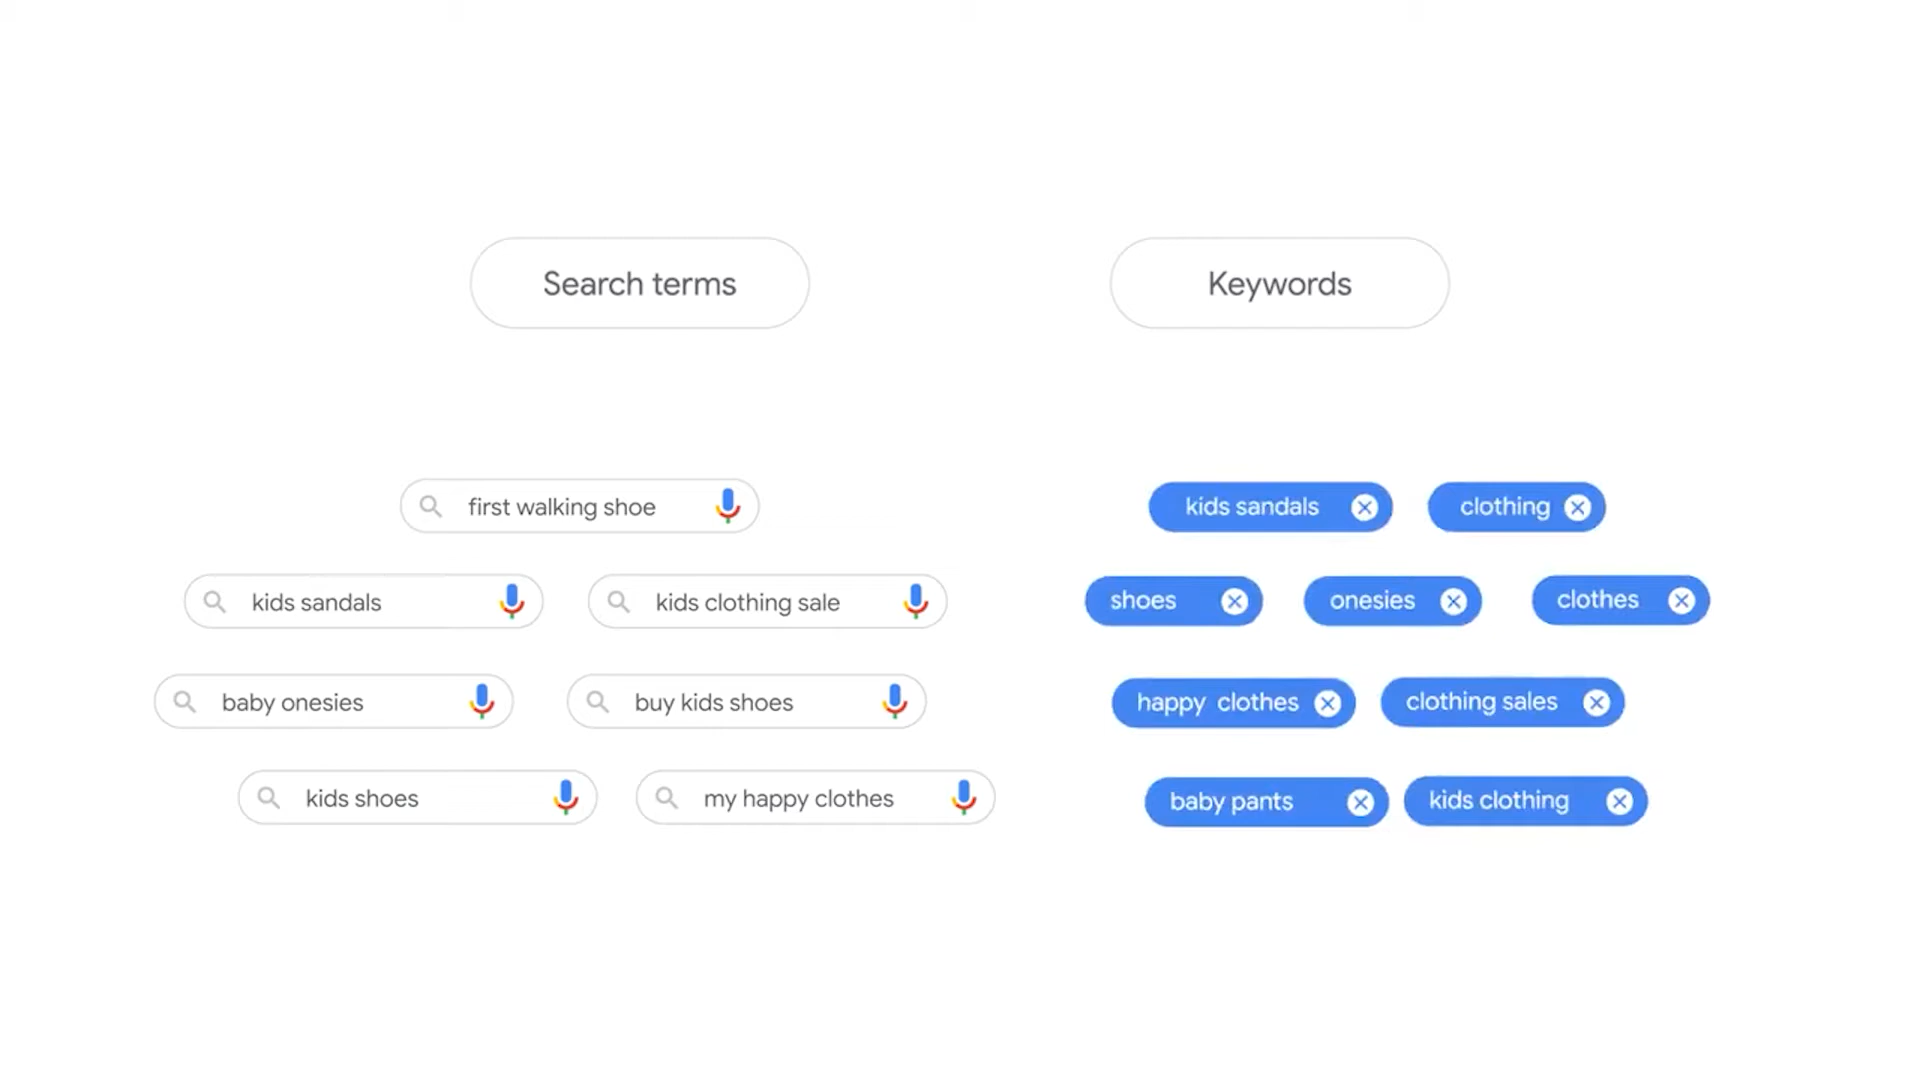 Search terms
Keywords
first walking shoe
kids sandals
kids clothing sale
baby onesies
buy kids shoes
kids shoes
my happy clothes
kids sandals
clothing
shoes
onesies
clothes
happy clothes
clothing sales
baby pants
kids clothing